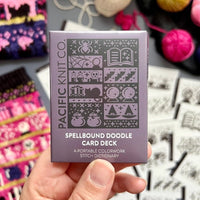 PACIFIC KNIT CO.
SPELLBOUND DOODLE
CARD DECK
A PORTABLE COLORWORK
STITCH DICTIONARY